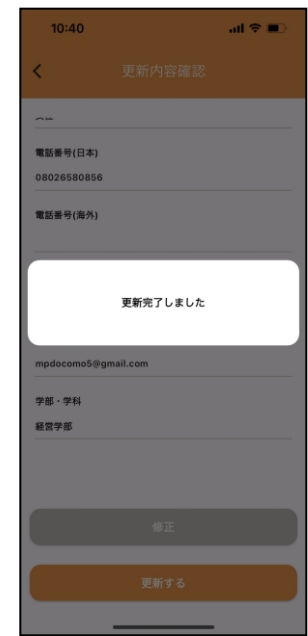 10:40
更新内容確認
電話番号(日本)
08026580856
電話番号(海外)
更新完了しました
mpdocomo5@gmail.com
学部・学科
経営学部
修正
更新する